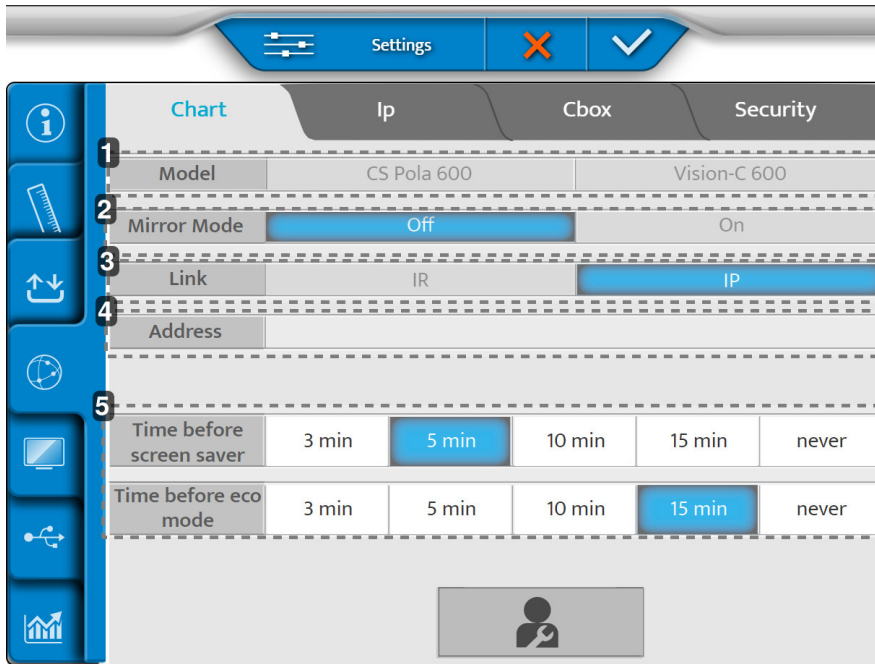 Settings
Chart Ip Cbox Security
1
Model CS Pola 600 Vision-C 600
2
Mirror Mode Off On
3
Link IR IP
4
Address
5
Time before
screen saver 3 min 5 min 10 min 15 min never
Time before eco
mode 3 min 5 min 10 min 15 min never